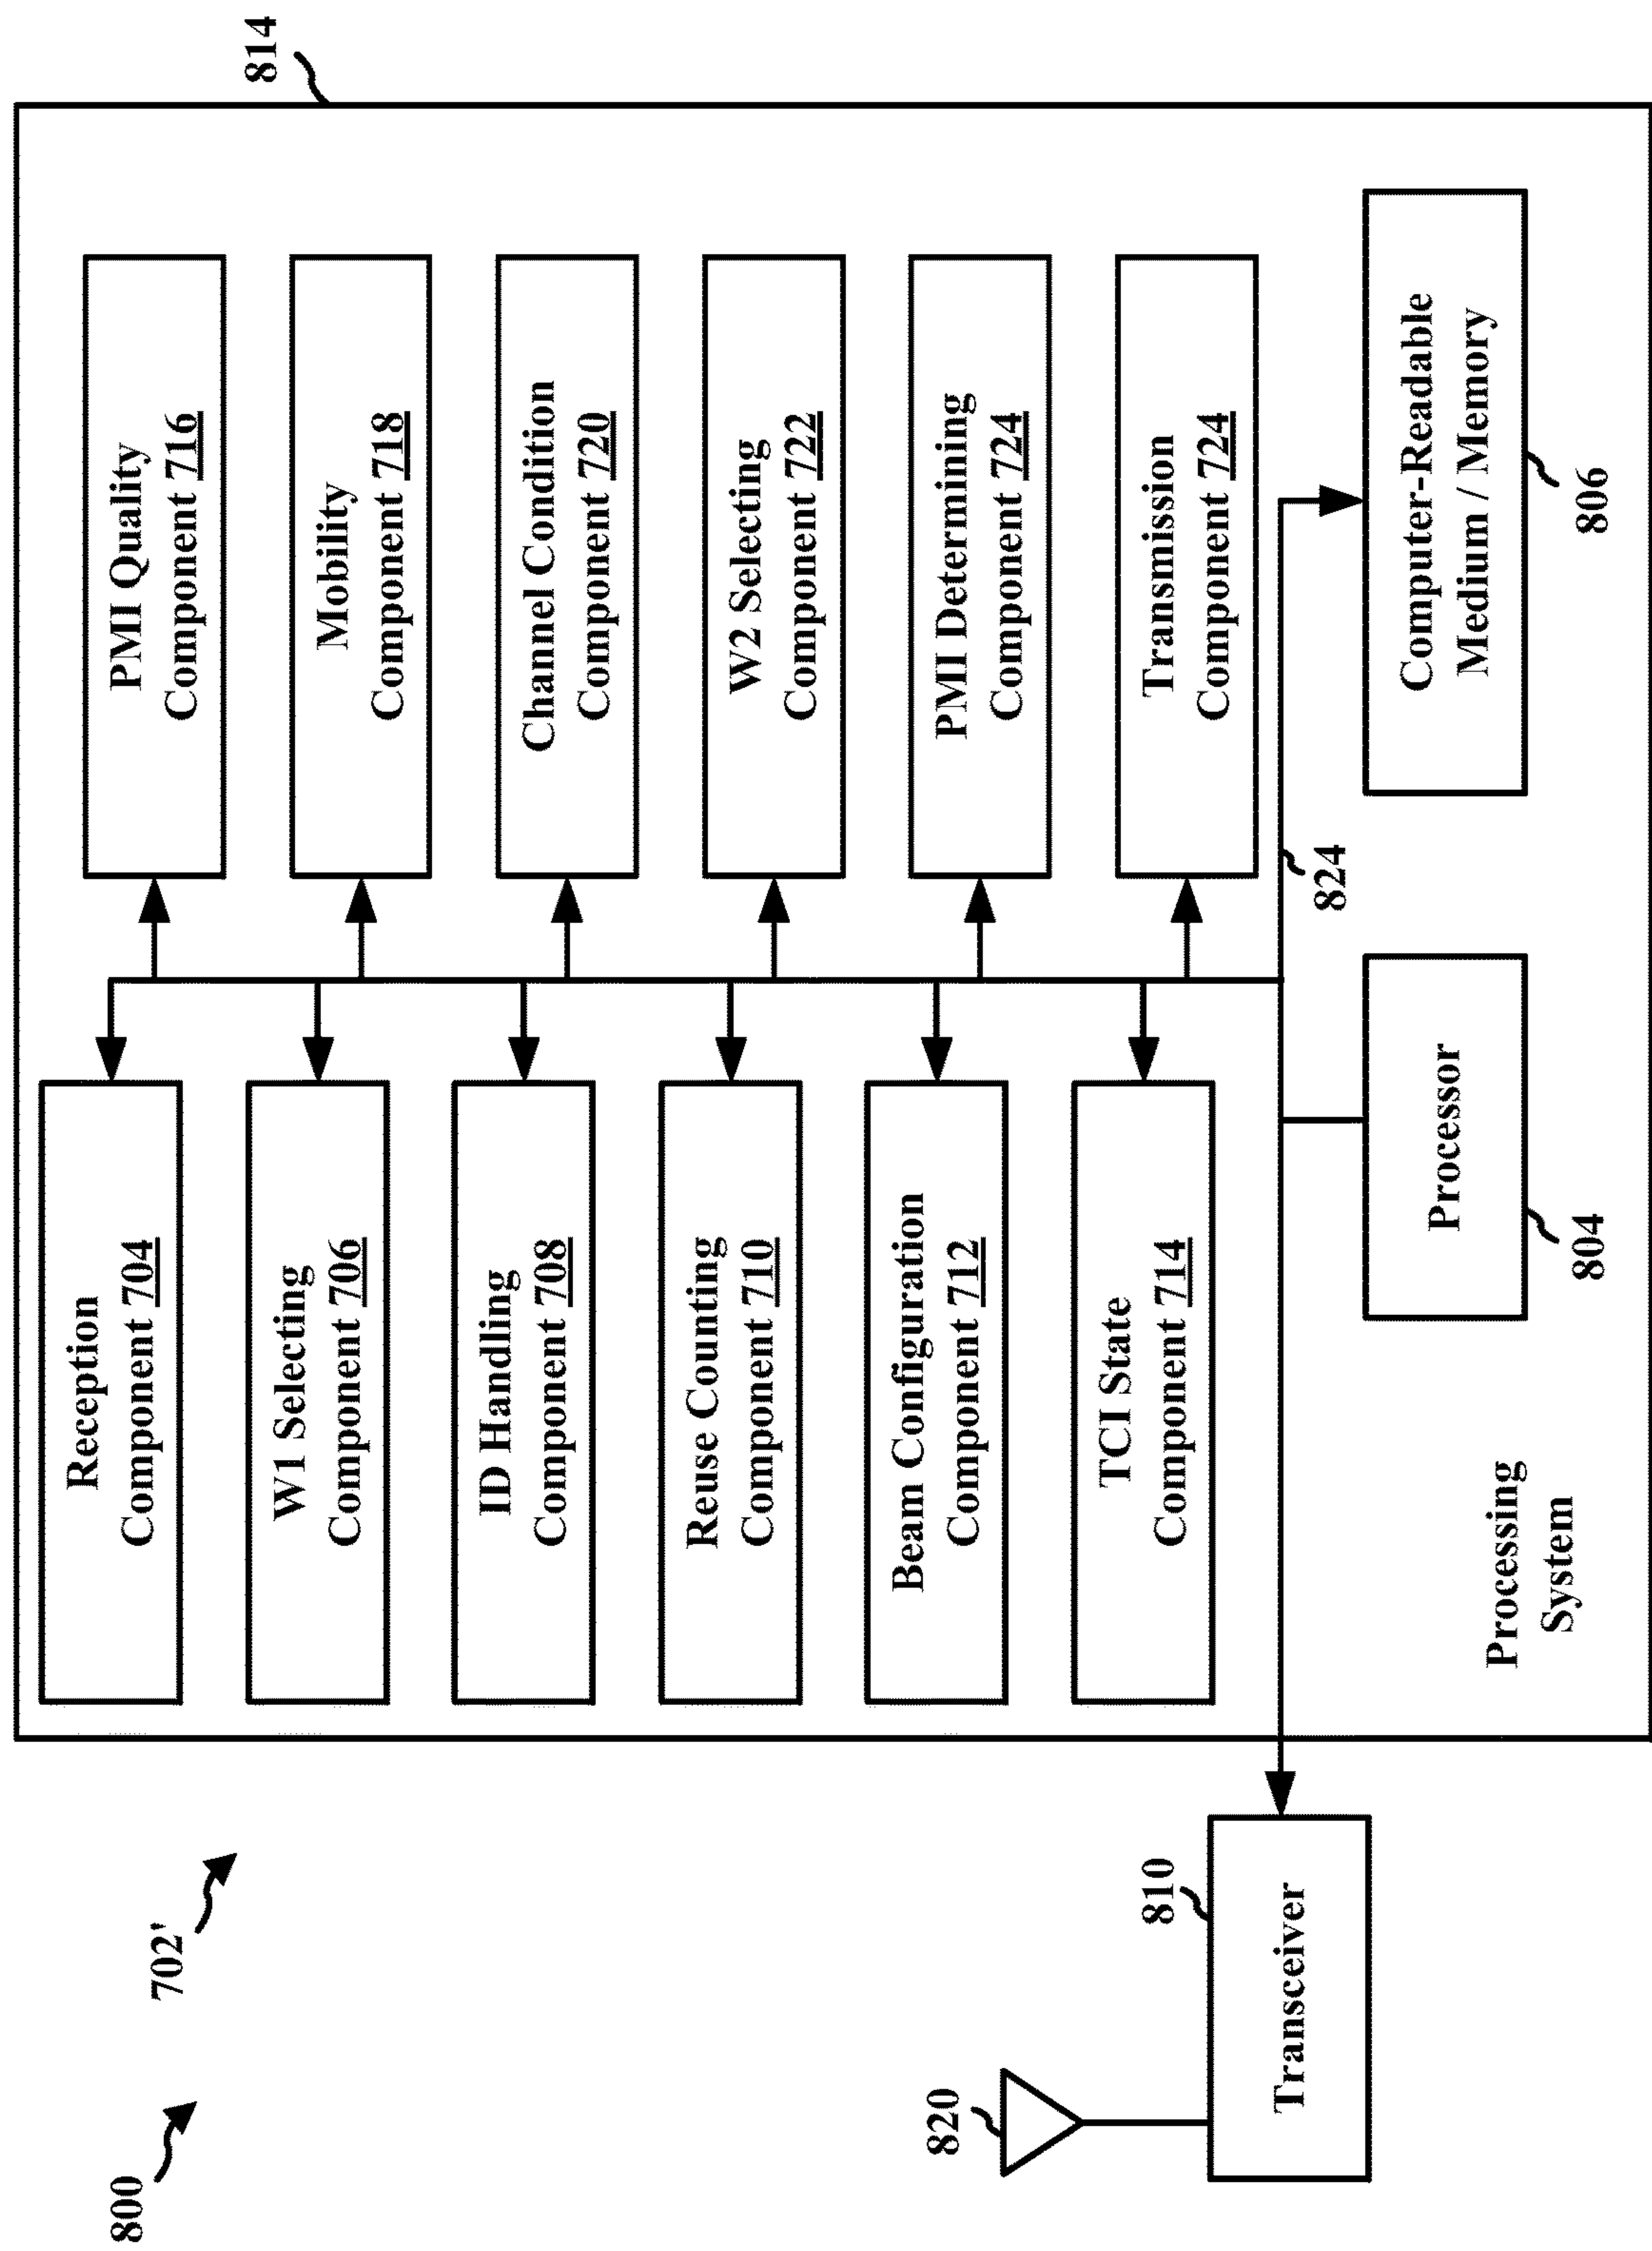 800
702'
814
Reception
Component 704
PMI Quality
Component 716
W1 Selecting
Component 706
Mobility
Component 718
ID Handling
Component 708
Channel Condition
Component 720
Reuse Counting
Component 710
W2 Selecting
Component 722
Beam Configuration
Component 712
PMI Determining
Component 724
TCI State
Component 714
Transmission
Component 724
820
810
Transceiver
824
Processing
System
Processor
804
Computer-Readable
Medium / Memory
806